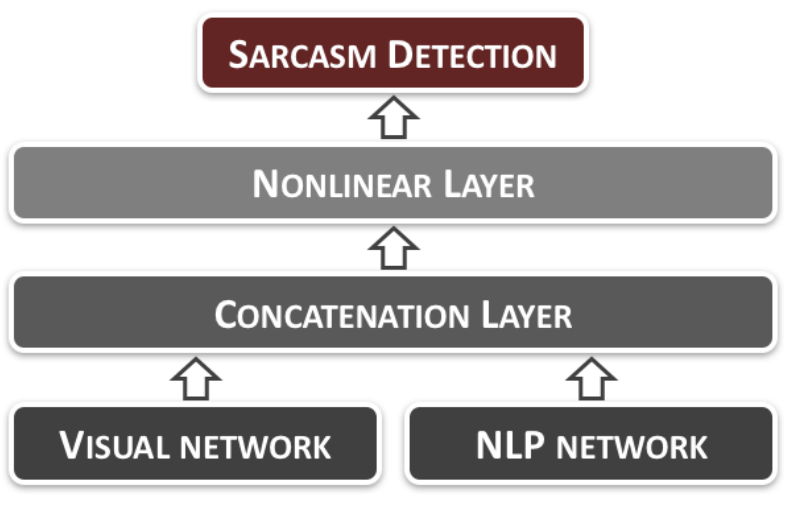 Sarcasm Detection
Nonlinear Layer
Concatenation Layer
Visual network
NLP network